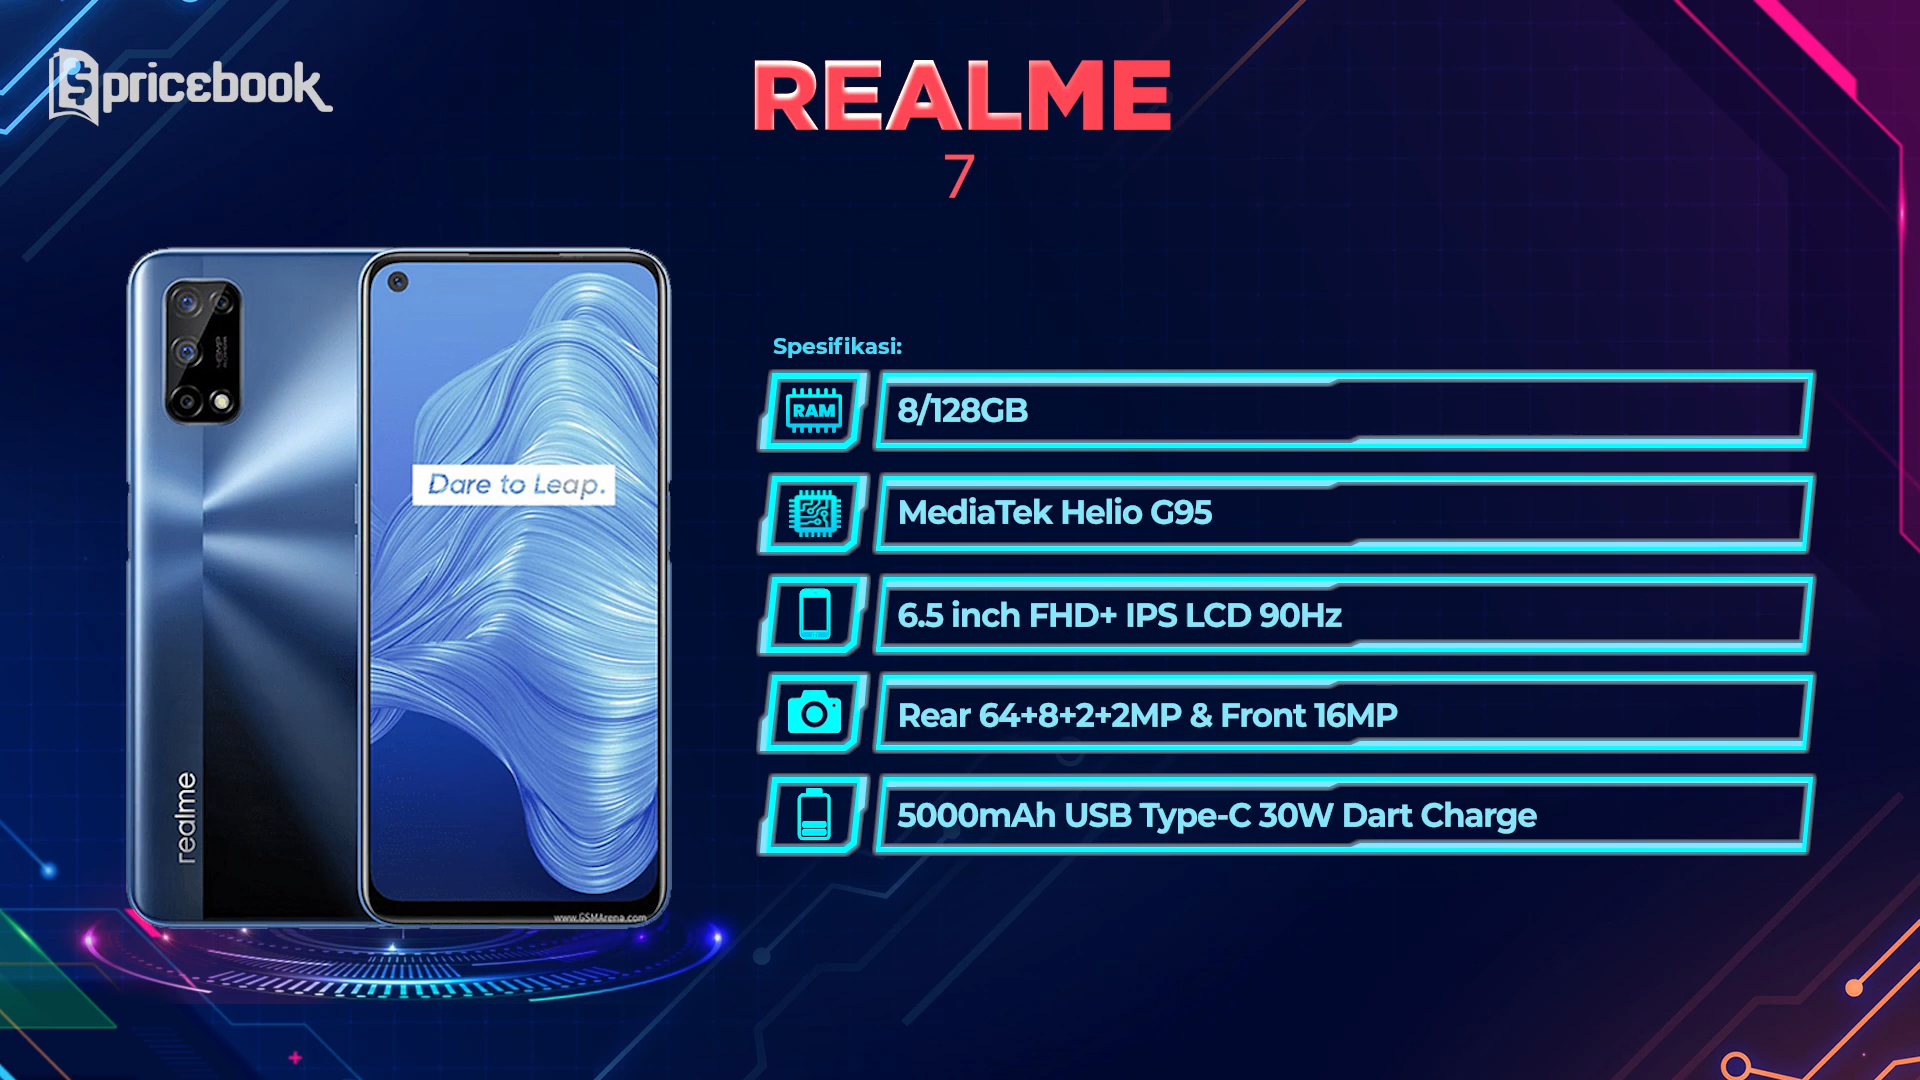 pricebook
REALME
7
Spesifikasi:
RAM
8/128GB
MediaTek Helio G95
6.5 inch FHD+ IPS LCD 90Hz
Rear 64+8+2+2MP & Front 16MP
5000mAh USB Type-C 30W Dart Charge
Dare to Leap.
realme
www.GSMArena.com